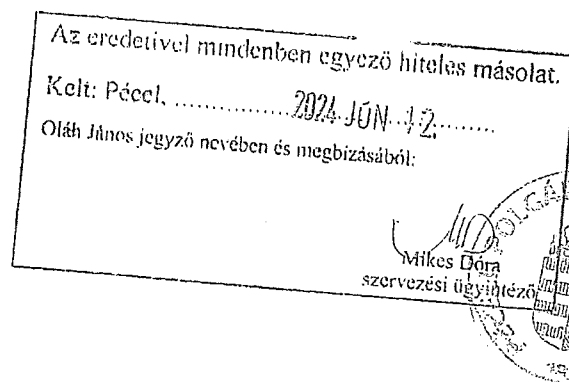 Az eredetivel mindenben egyező hiteles másolat.
Kelt: Pécel, ..................2024 JÚN 12..........
Oláh János jegyző nevében és megbízásából:
Mikes Dóra
szervezési ügyintéző
POLGÁ